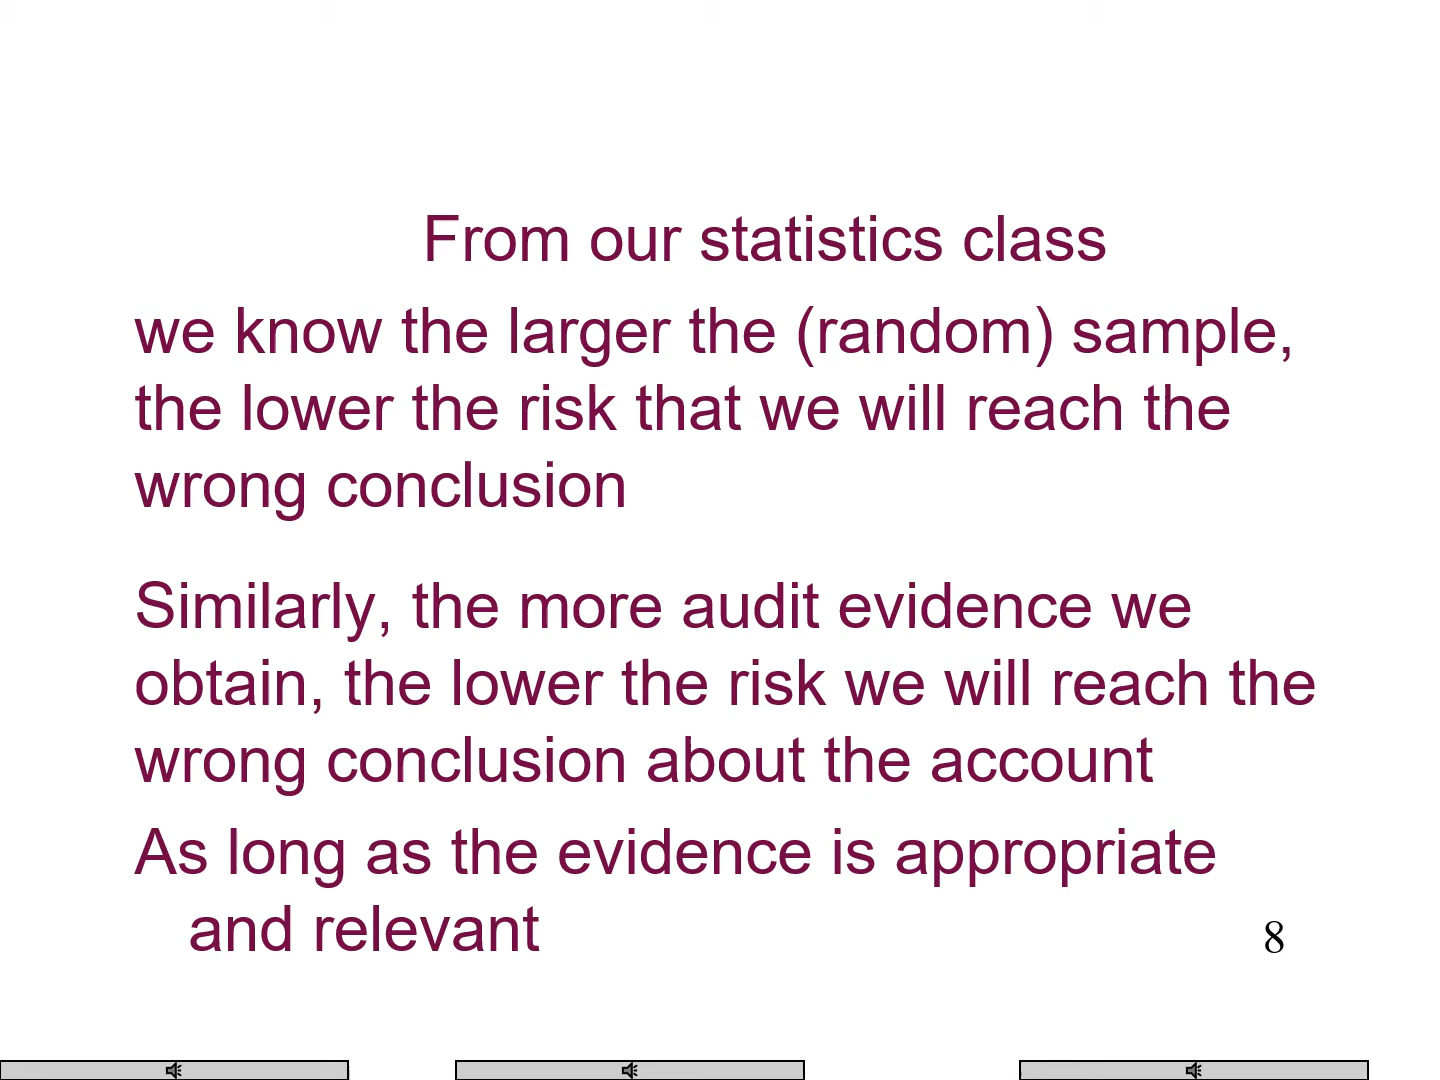 From our statistics class
we know the larger the (random) sample,
the lower the risk that we will reach the
wrong conclusion
Similarly, the more audit evidence we
obtain, the lower the risk we will reach the
wrong conclusion about the account
As long as the evidence is appropriate
and relevant
8